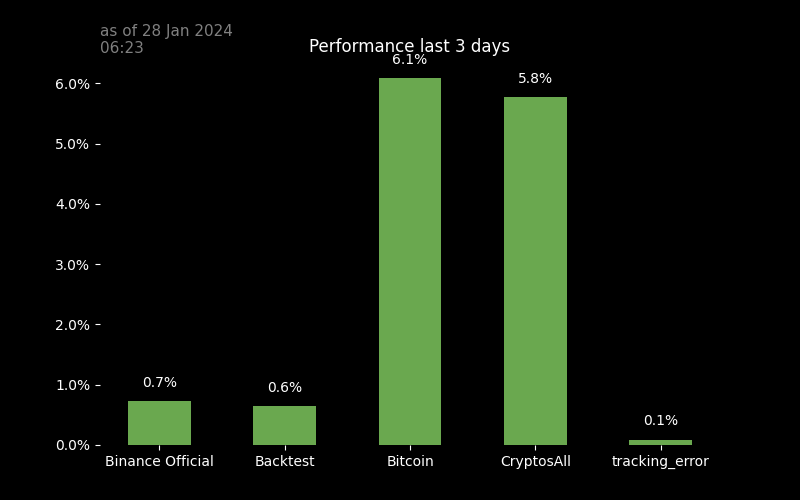 as of 28 Jan 2024
06:23
Performance last 3 days
6.1%
5.8%
6.0%
5.0%
4.0%
3.0%
2.0%
1.0%
0.0%
0.7%
0.6%
0.1%
Binance Official
Backtest
Bitcoin
CryptosAll
tracking_error